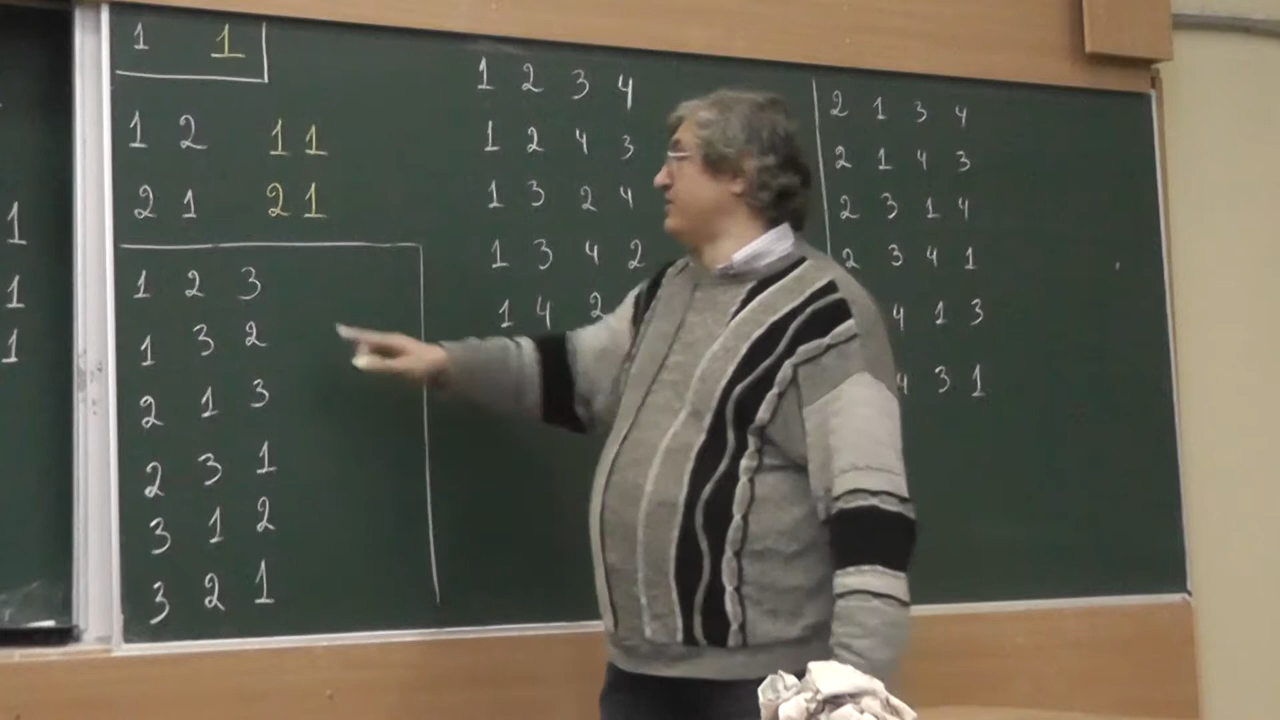 1 1
1 2 1 1
2 1 2 1
1 2 3
1 3 2
2 1 3
2 3 1
3 1 2
3 2 1
1 2 3 4
1 2 4 3
1 3 2 4
1 3 4 2
1 4 2
2 1 3 4
2 1 4 3
2 3 1 4
2 3 4 1
4 1 3
4 3 1
1
1
1